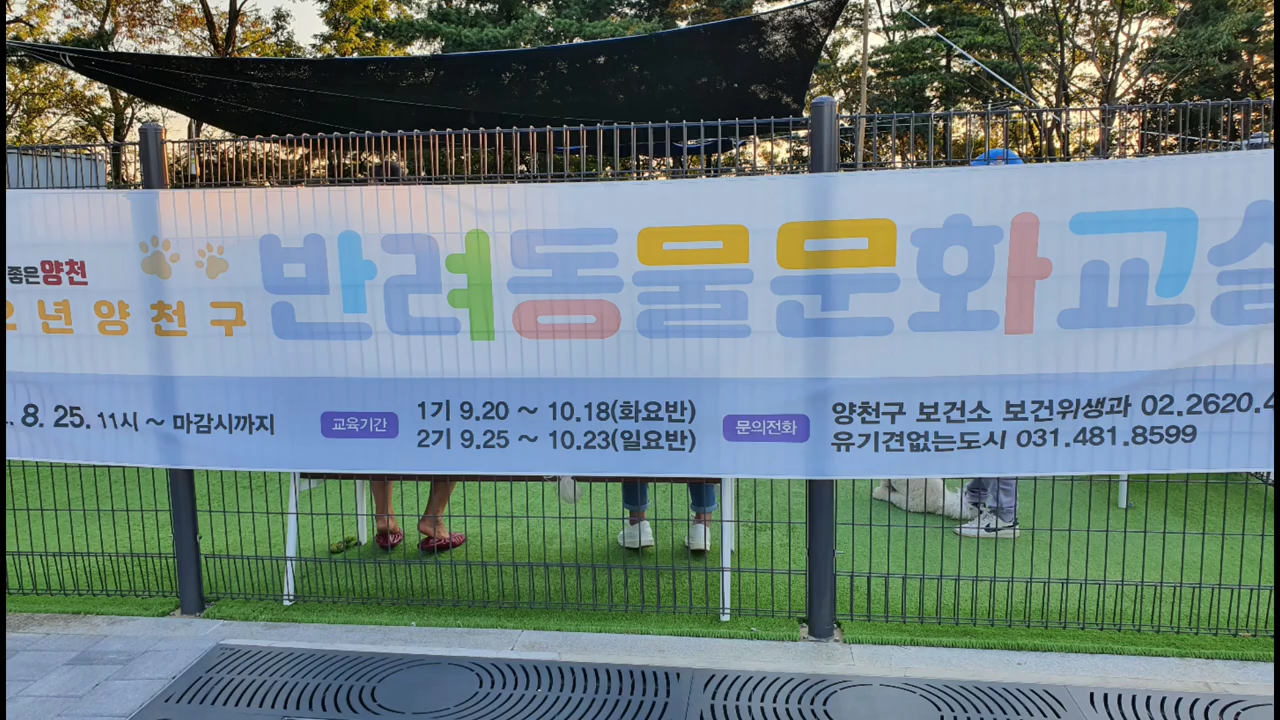 좋은양천
년양천구
반려동물문화교실
8. 25. 11시 ~ 마감시까지
교육기간
1기 9.20 ~ 10.18(화요반)
2기 9.25 ~ 10.23(일요반)
문의전화
양천구 보건소 보건위생과 02.2620.4
유기견없는도시 031.481.8599